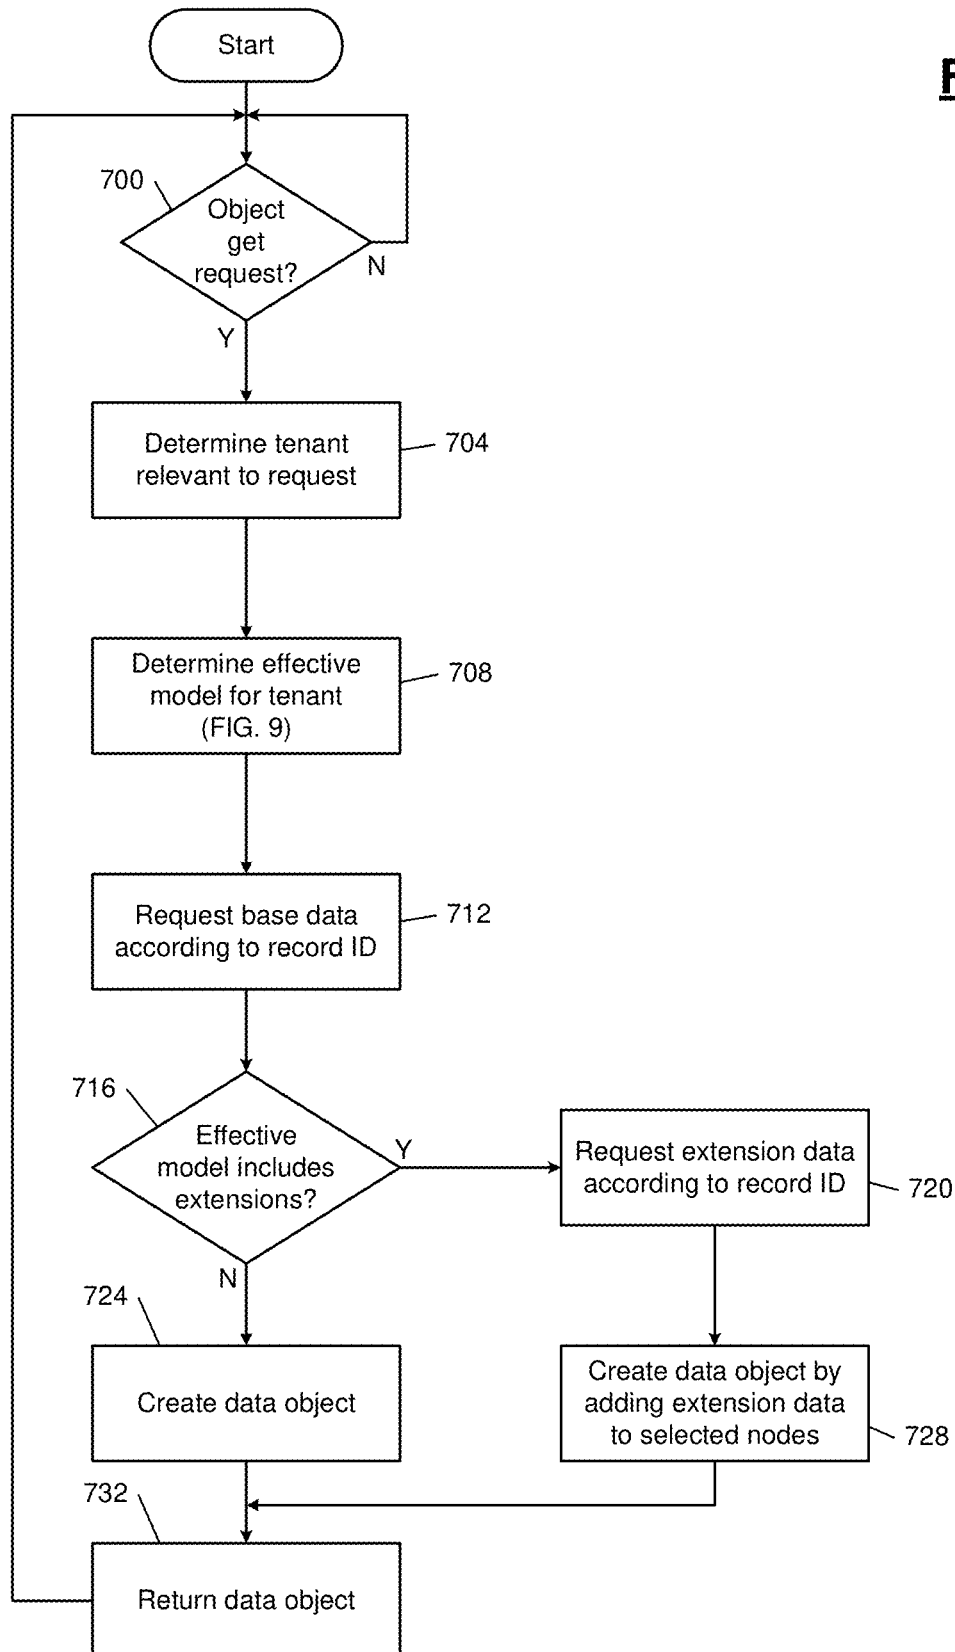 Start
700
Object
get
request?
N
Y
Determine tenant
relevant to request
704
Determine effective
model for tenant
(FIG. 9)
708
Request base data
according to record ID
712
716
Effective
model includes
extensions?
Y
N
Request extension data
according to record ID
720
724
Create data object
Create data object by
adding extension data
to selected nodes
728
732
Return data object